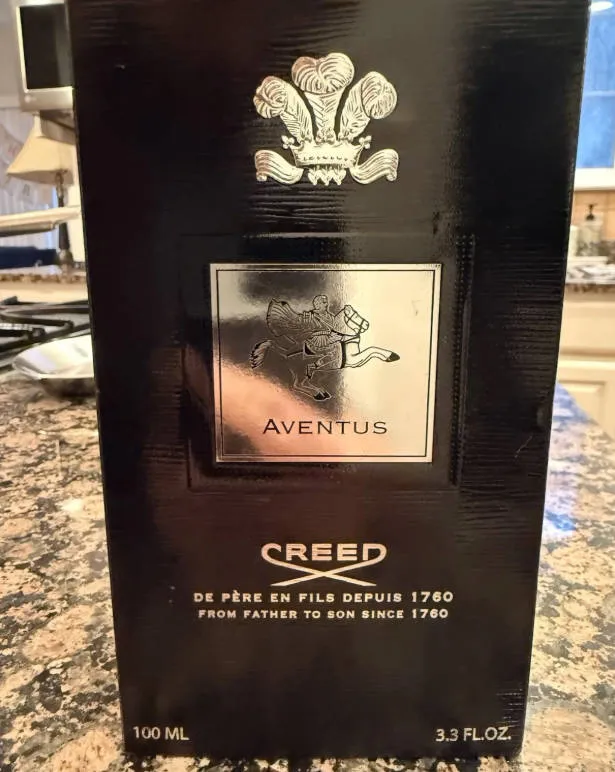 AVENTUS
CREED
DE PÈRE EN FILS DEPUIS 1760
FROM FATHER TO SON SINCE 1760
100 ML
3.3 FL.OZ.